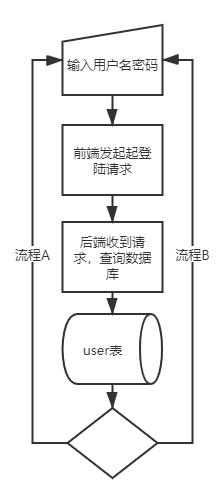 输入用户名密码
前端发起起登
陆请求
后端收到请
求，查询数据
库
流程A
流程B
user表